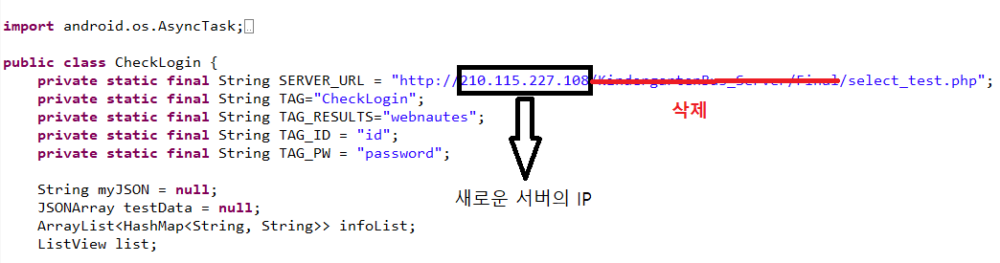 import android.os.AsyncTask;
public class CheckLogin {
private static final String SERVER_URL = "http://210.115.227.108/KindergartenBus_Server/Final/select_test.php";
private static final String TAG="CheckLogin";
삭제
private static final String TAG_RESULTS="webnautes";
private static final String TAG_ID = "id";
private static final String TAG_PW = "password";
String myJSON = null;
새로운 서버의 IP
JSONArray testData = null;
ArrayList<HashMap<String, String>> infoList;
ListView list;